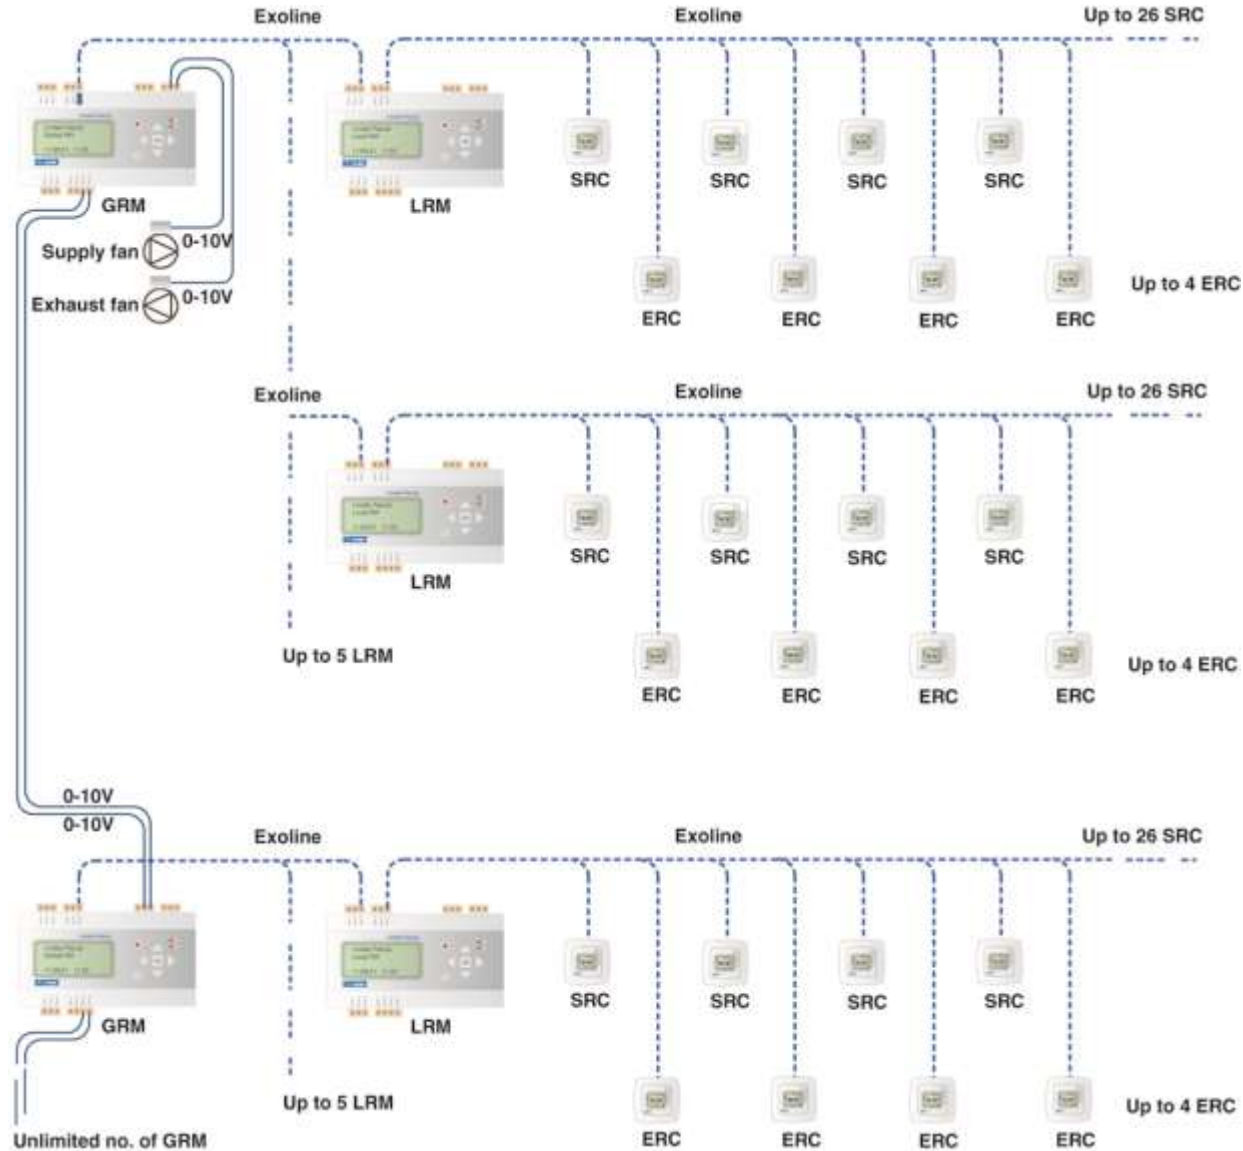 Exoline
Exoline
Up to 26 SRC
GRM
LRM
SRC
SRC
SRC
SRC
Supply fan
0-10V
Exhaust fan
0-10V
ERC
ERC
ERC
ERC
Up to 4 ERC
Exoline
Exoline
Up to 26 SRC
LRM
SRC
SRC
SRC
SRC
Up to 5 LRM
ERC
ERC
ERC
ERC
Up to 4 ERC
0-10V
0-10V
Exoline
Exoline
Up to 26 SRC
GRM
LRM
SRC
SRC
SRC
SRC
Up to 5 LRM
ERC
ERC
ERC
ERC
Up to 4 ERC
Unlimited no. of GRM